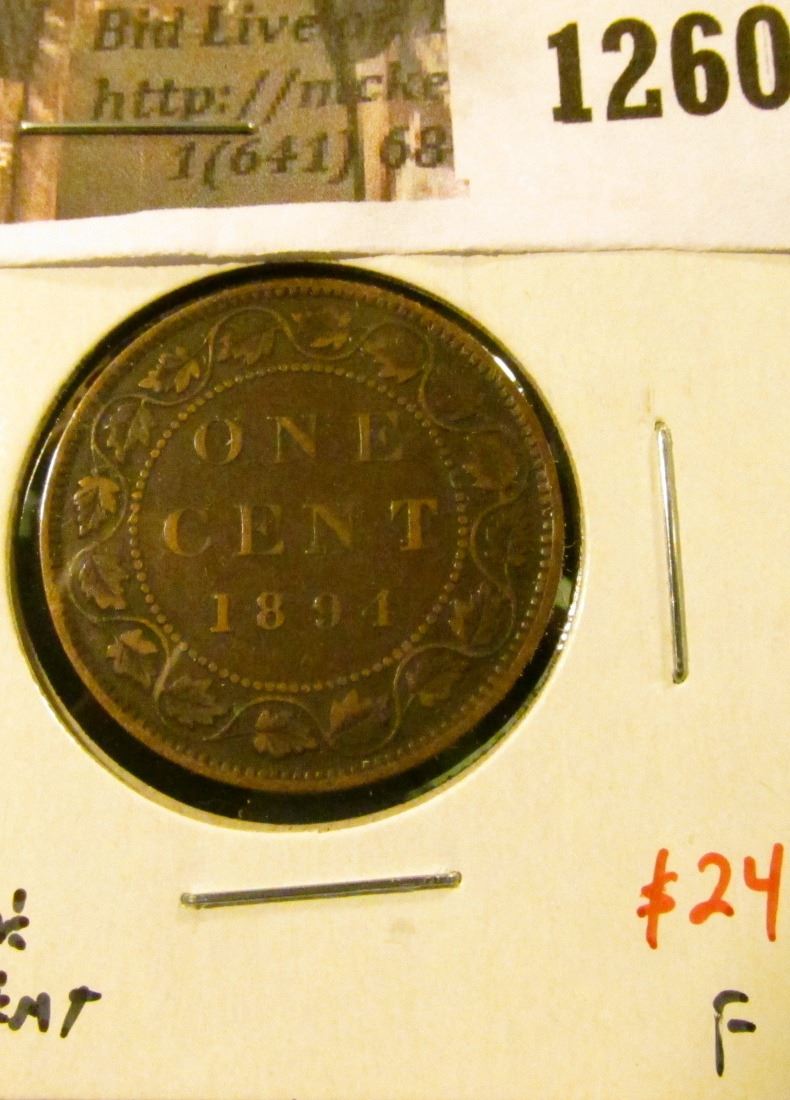 Bid Live
1260
http://
1(641) 68
ONE
CENT
1894
$24
F